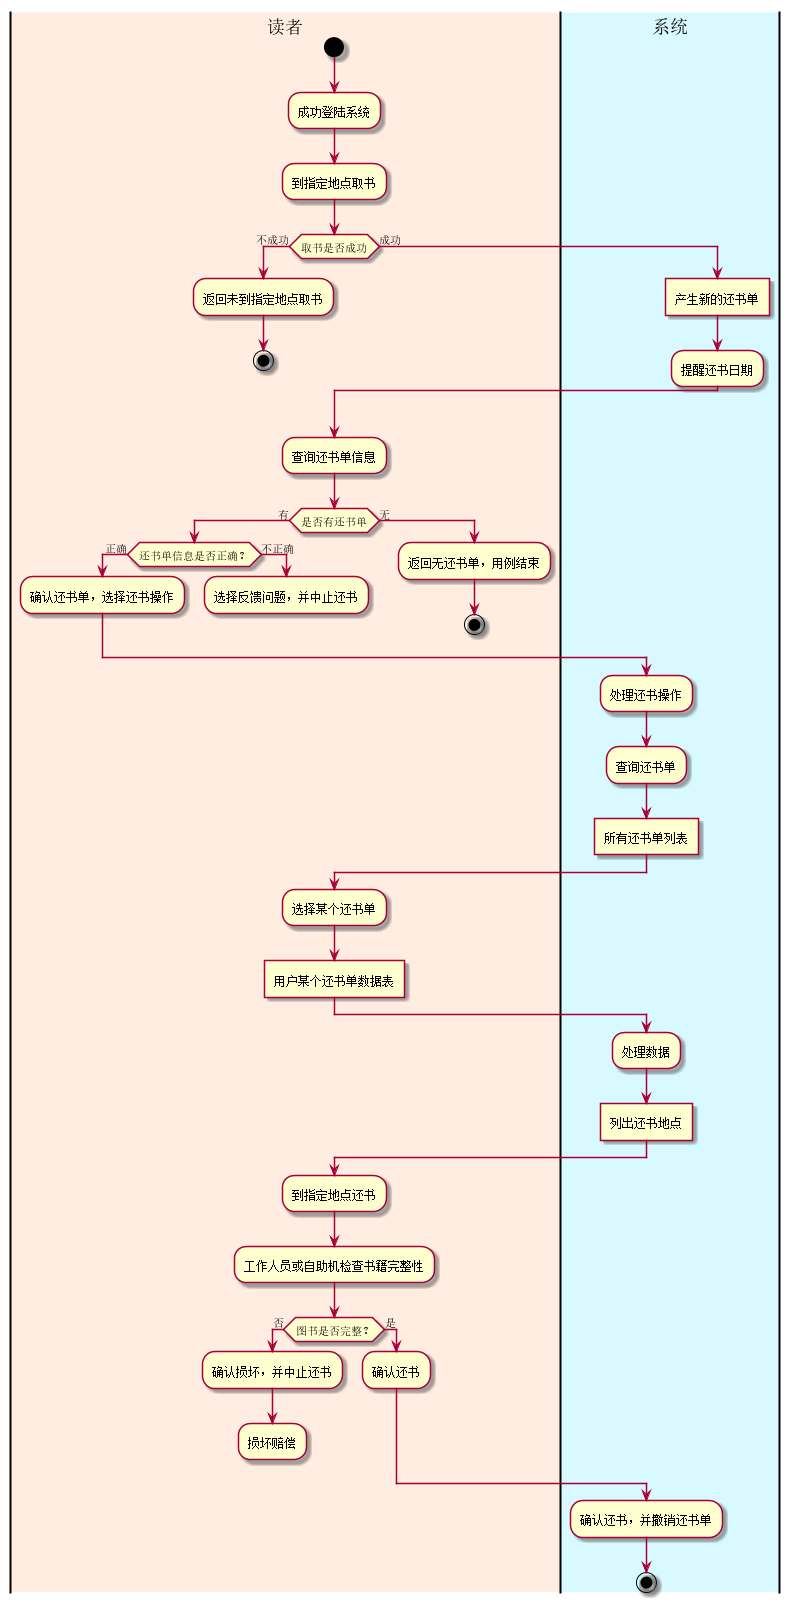 读者
系统
成功登陆系统
到指定地点取书
不成功
取书是否成功
成功
返回未到指定地点取书
产生新的还书单
提醒还书日期
查询还书单信息
有
是否有还书单
无
正确
还书单信息是否正确？
不正确
返回无还书单，用例结束
确认还书单，选择还书操作
选择反馈问题，并中止还书
处理还书操作
查询还书单
所有还书单列表
选择某个还书单
用户某个还书单数据表
处理数据
列出还书地点
到指定地点还书
工作人员或自助机检查书籍完整性
否
图书是否完整？
是
确认损坏，并中止还书
确认还书
损坏赔偿
确认还书，并撤销还书单